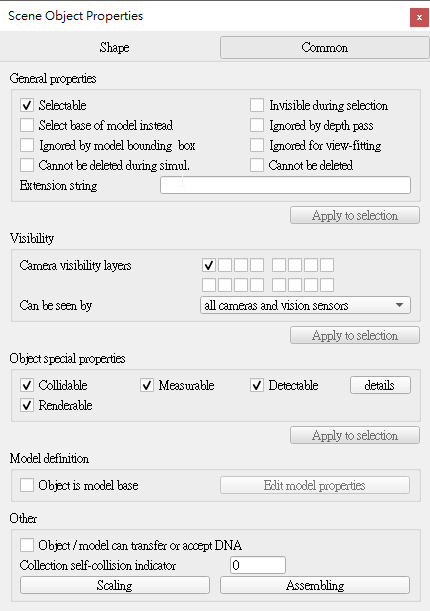 Scene Object Properties
x
Shape Common
General properties
Selectable Invisible during selection
Select base of model instead Ignored by depth pass
Ignored by model bounding box Ignored for view-fitting
Cannot be deleted during simul. Cannot be deleted
Extension string
Apply to selection
Visibility
Camera visibility layers
Can be seen by all cameras and vision sensors
Apply to selection
Object special properties
Collidable Measurable Detectable details
Renderable
Apply to selection
Model definition
Object is model base Edit model properties
Other
Object / model can transfer or accept DNA
Collection self-collision indicator 0
Scaling Assembling